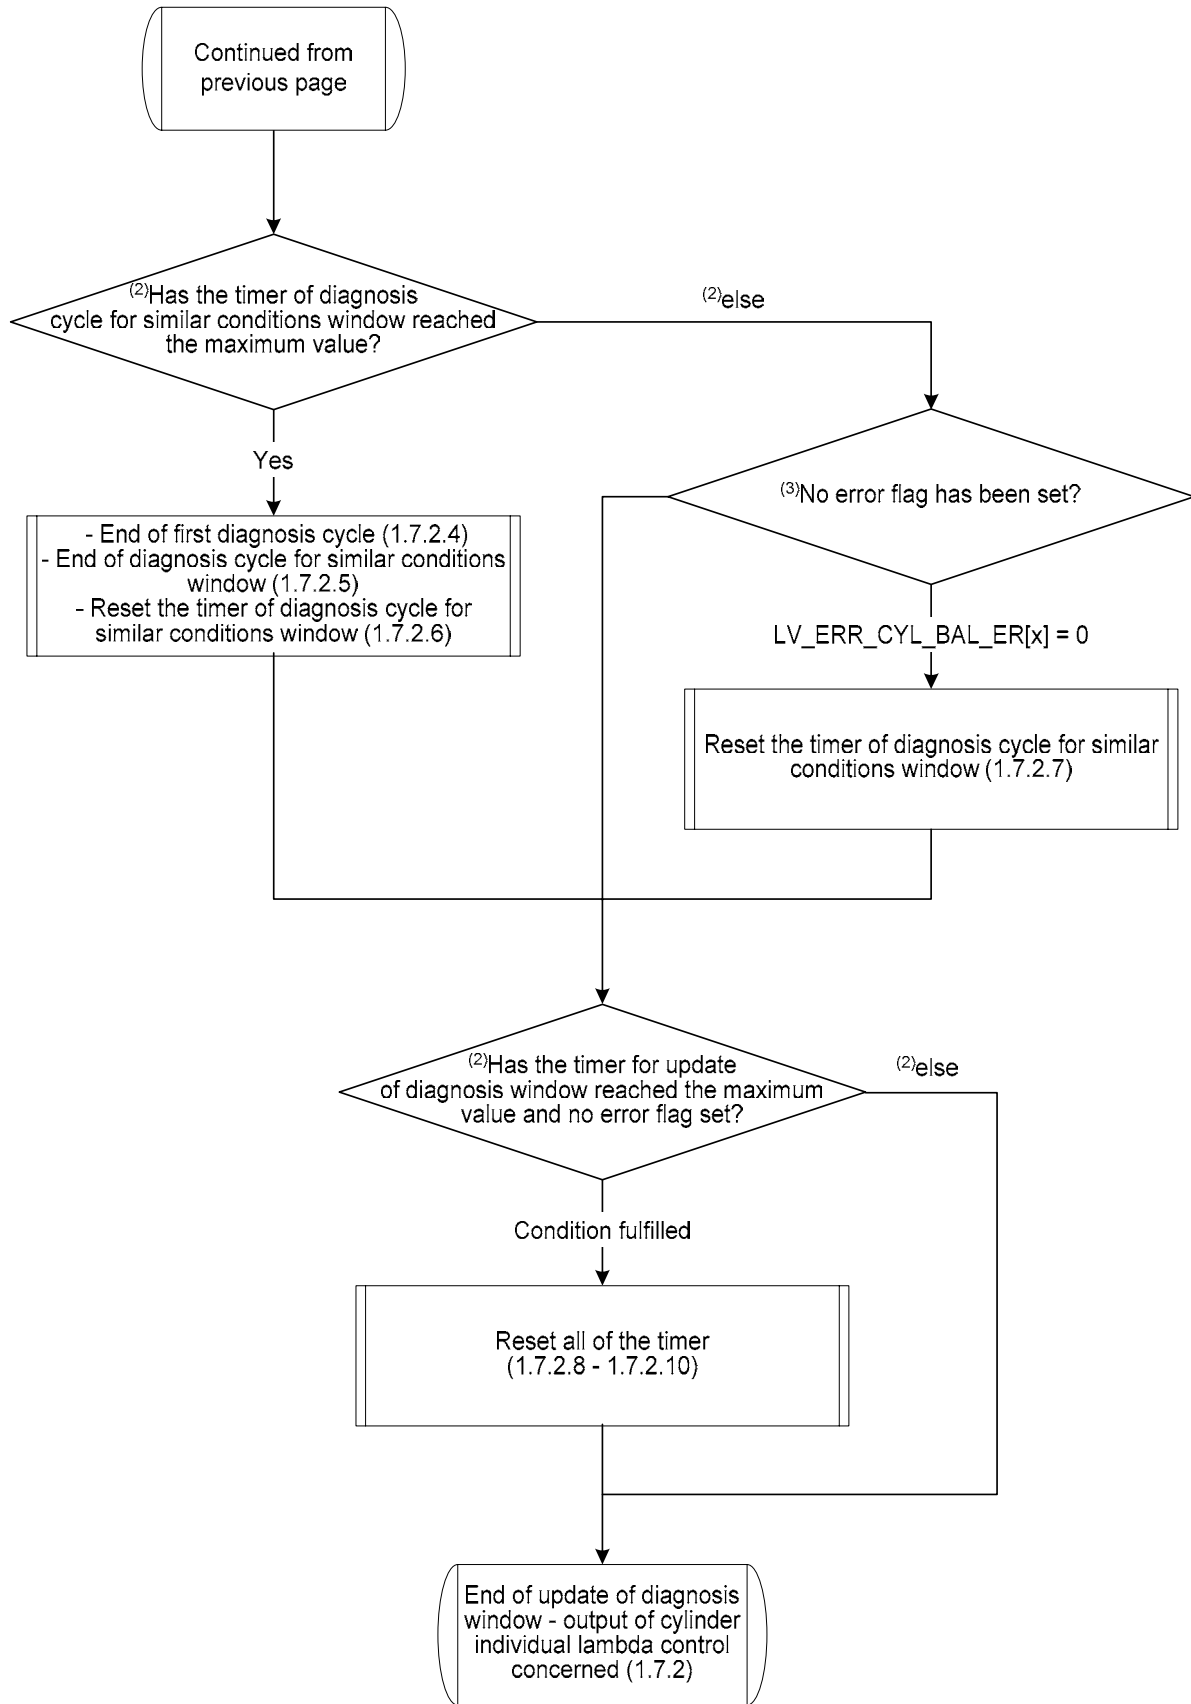 Continued from
previous page
(2)Has the timer of diagnosis
cycle for similar conditions window reached
the maximum value?
(2)else
Yes
(3)No error flag has been set?
- End of first diagnosis cycle (1.7.2.4)
- End of diagnosis cycle for similar conditions
window (1.7.2.5)
- Reset the timer of diagnosis cycle for
similar conditions window (1.7.2.6)
LV_ERR_CYL_BAL_ER[x] = 0
Reset the timer of diagnosis cycle for similar
conditions window (1.7.2.7)
(2)Has the timer for update
of diagnosis window reached the maximum
value and no error flag set?
(2)else
Condition fulfilled
Reset all of the timer
(1.7.2.8 - 1.7.2.10)
End of update of diagnosis
window - output of cylinder
individual lambda control
concerned (1.7.2)